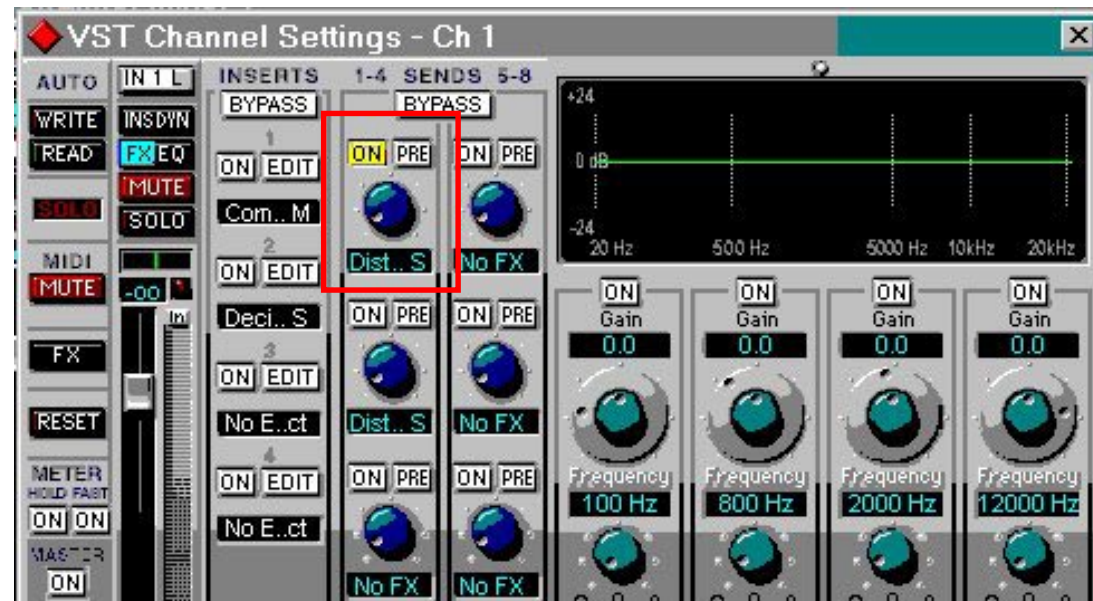 VST Channel Settings - Ch 1
AUTO
WRITE
READ
SOLO
MIDI
MUTE
FX
RESET
METER
HOLD FAST
ON ON
MASTER
ON
IN 1 L
INS DYN
FX EQ
MUTE
SOLO
-oo
In
INSERTS
BYPASS
1
ON EDIT
Com.. M
2
ON EDIT
Deci.. S
3
ON EDIT
No E..ct
4
ON EDIT
No E..ct
1-4 SENDS 5-8
BYPASS
ON PRE ON PRE
Dist.. S No FX
ON PRE ON PRE
Dist.. S No FX
ON PRE ON PRE
No FX No FX
+24
0 dB
-24
20 Hz 500 Hz 5000 Hz 10kHz 20kHz
ON ON ON ON
Gain Gain Gain Gain
0.0 0.0 0.0 0.0
Frequency Frequency Frequency Frequency
100 Hz 800 Hz 2000 Hz 12000 Hz